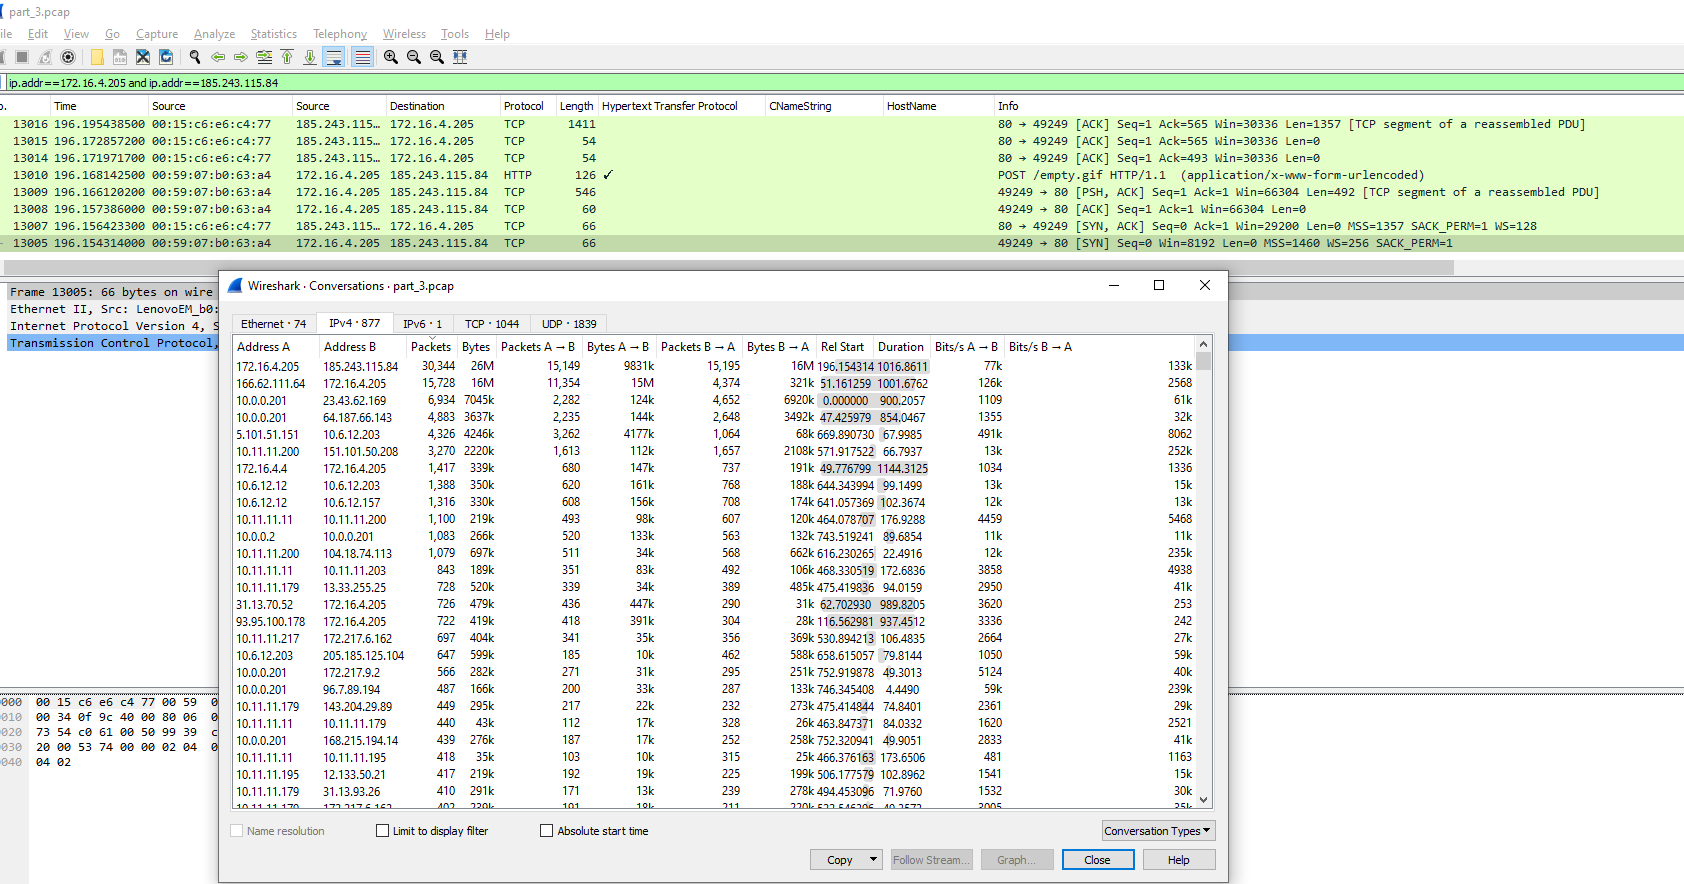 part_3.pcap
ile Edit View Go Capture Analyze Statistics Telephony Wireless Tools Help
ip.addr==172.16.4.205 and ip.addr==185.243.115.84
o. Time Source Source Destination Protocol Length Hypertext Transfer Protocol CNameString HostName Info
13016 196.195438500 00:15:c6:e6:c4:77 185.243.115… 172.16.4.205 TCP 1411 80 → 49249 [ACK] Seq=1 Ack=565 Win=30336 Len=1357 [TCP segment of a reassembled PDU]
13015 196.172857200 00:15:c6:e6:c4:77 185.243.115… 172.16.4.205 TCP 54 80 → 49249 [ACK] Seq=1 Ack=565 Win=30336 Len=0
13014 196.171971700 00:15:c6:e6:c4:77 185.243.115… 172.16.4.205 TCP 54 80 → 49249 [ACK] Seq=1 Ack=493 Win=30336 Len=0
13010 196.168142500 00:59:07:b0:63:a4 172.16.4.205 185.243.115.84 HTTP 126 ✓ POST /empty.gif HTTP/1.1 (application/x-www-form-urlencoded)
13009 196.166120200 00:59:07:b0:63:a4 172.16.4.205 185.243.115.84 TCP 546 49249 → 80 [PSH, ACK] Seq=1 Ack=1 Win=66304 Len=492 [TCP segment of a reassembled PDU]
13008 196.157386000 00:59:07:b0:63:a4 172.16.4.205 185.243.115.84 TCP 60 49249 → 80 [ACK] Seq=1 Ack=1 Win=66304 Len=0
13007 196.156423300 00:15:c6:e6:c4:77 185.243.115… 172.16.4.205 TCP 66 80 → 49249 [SYN, ACK] Seq=0 Ack=1 Win=29200 Len=0 MSS=1357 SACK_PERM=1 WS=128
13005 196.154314000 00:59:07:b0:63:a4 172.16.4.205 185.243.115.84 TCP 66 49249 → 80 [SYN] Seq=0 Win=8192 Len=0 MSS=1460 WS=256 SACK_PERM=1
Frame 13005: 66 bytes on wire
Ethernet II, Src: LenovoEM_b0:
Internet Protocol Version 4, S
Transmission Control Protocol,
Wireshark · Conversations · part_3.pcap
Ethernet · 74 IPv4 · 877 IPv6 · 1 TCP · 1044 UDP · 1839
Address A Address B Packets Bytes Packets A → B Bytes A → B Packets B → A Bytes B → A Rel Start Duration Bits/s A → B Bits/s B → A
172.16.4.205 185.243.115.84 30,344 26M 15,149 9831k 15,195 16M 196.154314 1016.8611 77k 133k
166.62.111.64 172.16.4.205 15,728 16M 11,354 15M 4,374 321k 51.161259 1001.6762 126k 2568
10.0.0.201 23.43.62.169 6,934 7045k 2,282 124k 4,652 6920k 0.000000 900.2057 1109 61k
10.0.0.201 64.187.66.143 4,883 3637k 2,235 144k 2,648 3492k 47.425979 854.0467 1355 32k
5.101.51.151 10.6.12.203 4,326 4246k 3,262 4177k 1,064 68k 669.890730 67.9985 491k 8062
10.11.11.200 151.101.50.208 3,270 2220k 1,613 112k 1,657 2108k 571.917522 66.7937 13k 252k
172.16.4.4 172.16.4.205 1,417 339k 680 147k 737 191k 49.776799 1144.3125 1034 1336
10.6.12.12 10.6.12.203 1,388 350k 620 161k 768 188k 644.343994 99.1499 13k 15k
10.6.12.12 10.6.12.157 1,316 330k 608 156k 708 174k 641.057369 102.3674 12k 13k
10.11.11.11 10.11.11.200 1,100 219k 493 98k 607 120k 464.078707 176.9288 4459 5468
10.0.0.2 10.0.0.201 1,083 266k 520 133k 563 132k 743.519241 89.6854 11k 11k
10.11.11.200 104.18.74.113 1,079 697k 511 34k 568 662k 616.230265 22.4916 12k 235k
10.11.11.11 10.11.11.203 843 189k 351 83k 492 106k 468.330519 172.6836 3858 4938
10.11.11.179 13.33.255.25 728 520k 339 34k 389 485k 475.419836 94.0159 2950 41k
31.13.70.52 172.16.4.205 726 479k 436 447k 290 31k 62.702930 989.8205 3620 253
93.95.100.178 172.16.4.205 722 419k 418 391k 304 28k 116.562981 937.4512 3336 242
10.11.11.217 172.217.6.162 697 404k 341 35k 356 369k 530.894213 106.4835 2664 27k
10.6.12.203 205.185.125.104 647 599k 185 10k 462 588k 658.615057 79.8144 1050 59k
10.0.0.201 172.217.9.2 566 282k 271 31k 295 251k 752.919878 49.3013 5124 40k
10.0.0.201 96.7.89.194 487 166k 200 33k 287 133k 746.345408 4.4490 59k 239k
10.11.11.179 143.204.29.89 449 295k 217 22k 232 273k 475.414844 74.8401 2361 29k
10.11.11.11 10.11.11.179 440 43k 112 17k 328 26k 463.847371 84.0332 1620 2521
10.0.0.201 168.215.194.14 439 276k 187 17k 252 258k 752.320941 49.9051 2833 41k
10.11.11.11 10.11.11.195 418 35k 103 10k 315 25k 466.376163 173.6506 481 1163
10.11.11.195 12.133.50.21 417 219k 192 19k 225 199k 506.177579 102.8962 1541 15k
10.11.11.179 31.13.93.26 410 291k 171 13k 239 278k 494.453096 71.9760 1532 30k
Name resolution Limit to display filter Absolute start time Conversation Types
Copy Follow Stream... Graph... Close Help
0000 00 15 c6 e6 c4 77 00 59 0
0010 00 34 0f 9c 40 00 80 06 0
0020 73 54 c0 61 00 50 99 39 c
0030 20 00 53 74 00 00 02 04 0
0040 04 02